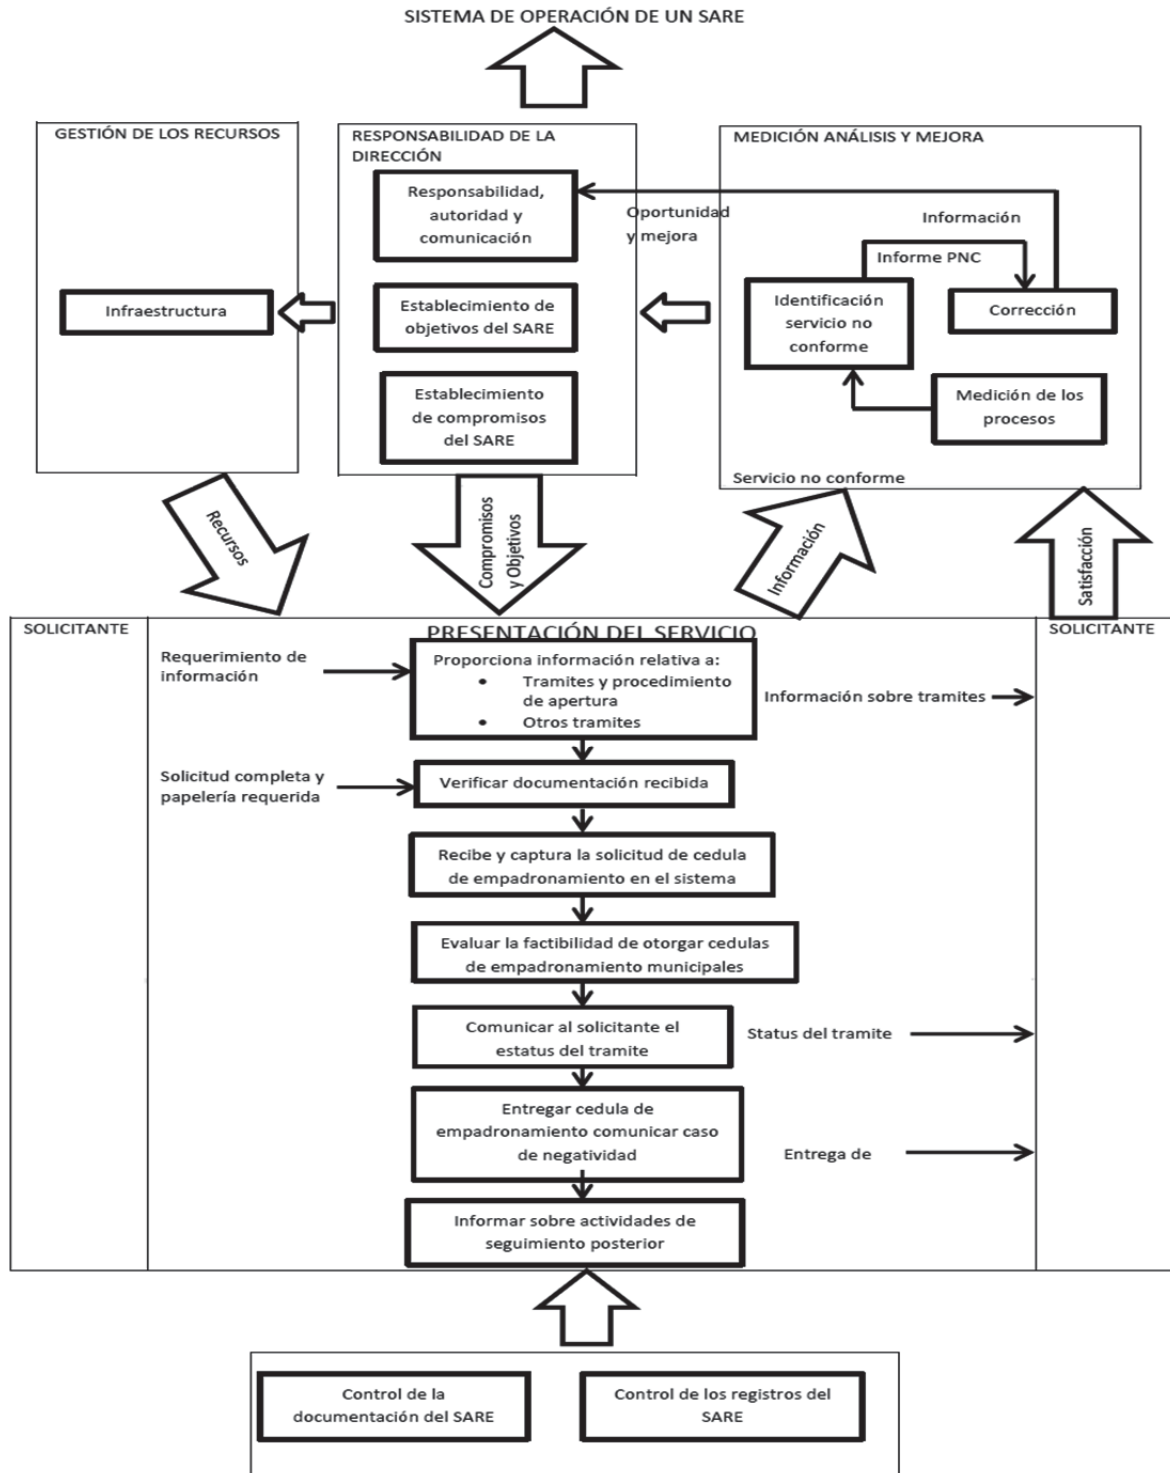 SISTEMA DE OPERACIÓN DE UN SARE
GESTIÓN DE LOS RECURSOS
Infraestructura
RESPONSABILIDAD DE LA
DIRECCIÓN
Responsabilidad,
autoridad y
comunicación
Establecimiento de
objetivos del SARE
Establecimiento
de compromisos
del SARE
MEDICIÓN ANÁLISIS Y MEJORA
Oportunidad
y mejora
Información
Informe PNC
Identificación
servicio no
conforme
Corrección
Medición de los
procesos
Servicio no conforme
Recursos
Compromisos
y Objetivos
Información
Satisfacción
SOLICITANTE
PRESENTACIÓN DEL SERVICIO
SOLICITANTE
Requerimiento de
información
Proporciona información relativa a:
• Tramites y procedimiento
de apertura
• Otros tramites
Información sobre tramites
Solicitud completa y
papelería requerida
Verificar documentación recibida
Recibe y captura la solicitud de cedula
de empadronamiento en el sistema
Evaluar la factibilidad de otorgar cedulas
de empadronamiento municipales
Comunicar al solicitante el
estatus del tramite
Status del tramite
Entregar cedula de
empadronamiento comunicar caso
de negatividad
Entrega de
Informar sobre actividades de
seguimiento posterior
Control de la
documentación del SARE
Control de los registros del
SARE